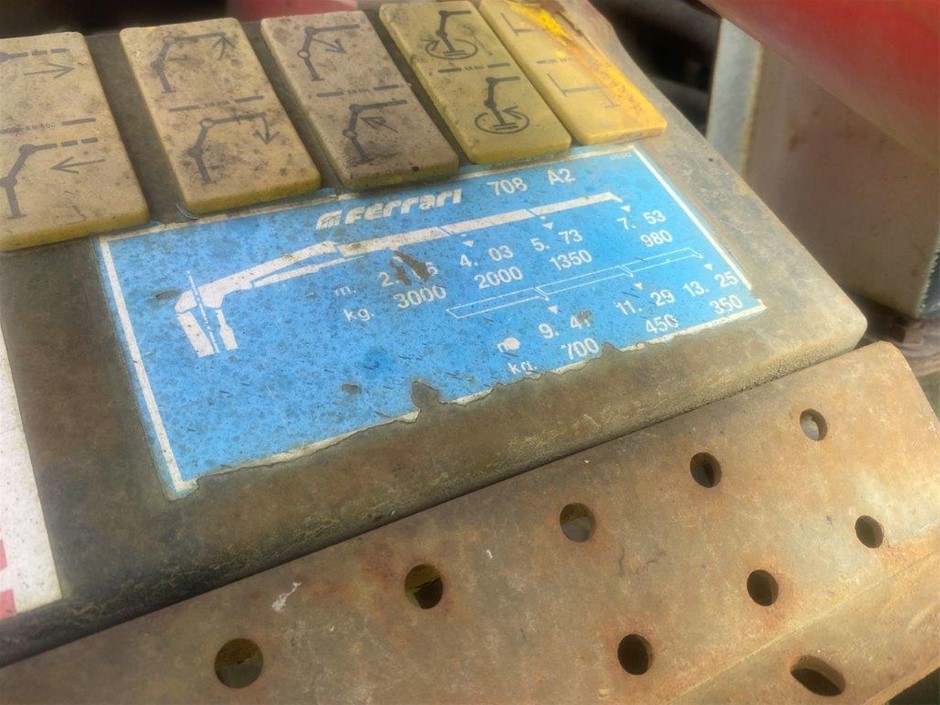 Ferrari 708 A2
m. 4. 03 5. 73 7. 53
kg. 3000 2000 1350 980
9. 41 11. 29 13. 25
kg. 700 450 350